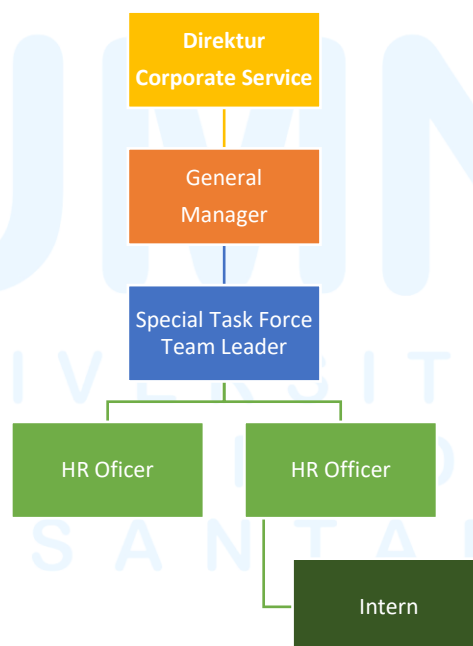 Direktur
Corporate Service
General
Manager
Special Task Force
Team Leader
HR Oficer
HR Officer
Intern